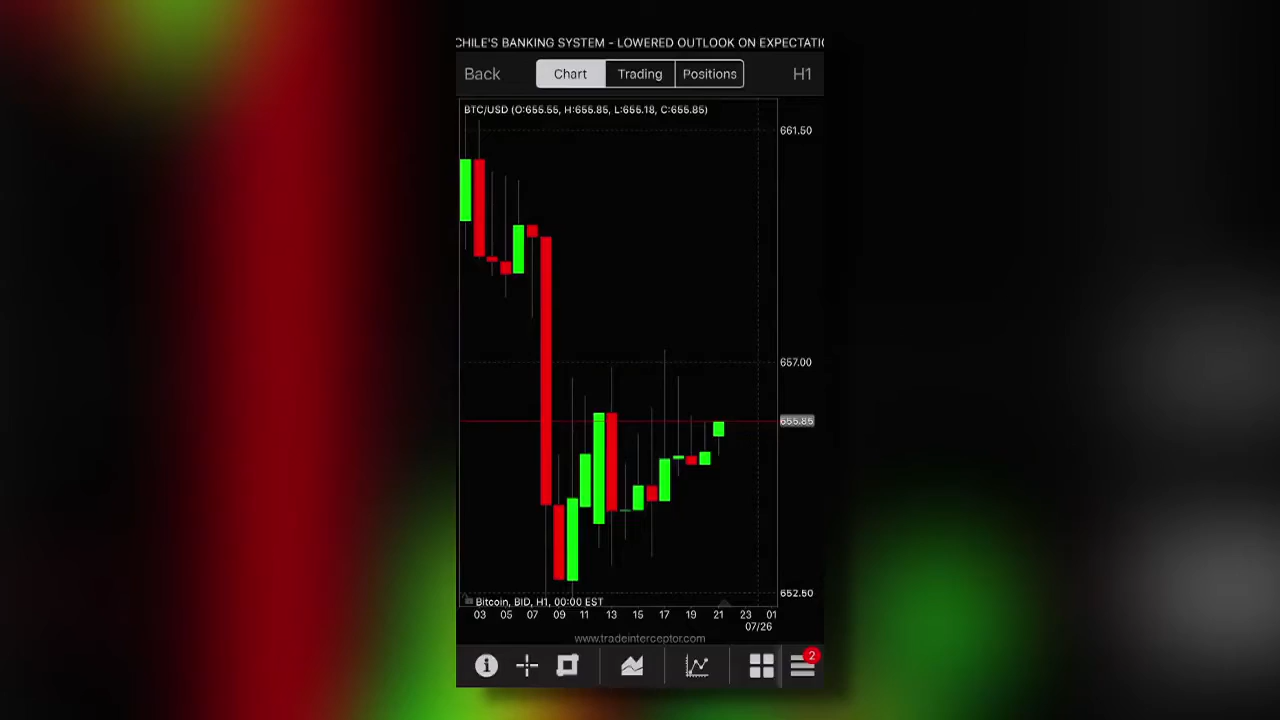 CHILE'S BANKING SYSTEM - LOWERED OUTLOOK ON EXPECTATIO
Back Chart Trading Positions H1
BTC/USD (O:655.55, H:655.85, L:655.18, C:655.85)
661.50
657.00
655.85
652.50
Bitcoin, BID, H1, 00:00 EST
03 05 07 09 11 13 15 17 19 21 23 01
07/26
www.tradeinterceptor.com
2